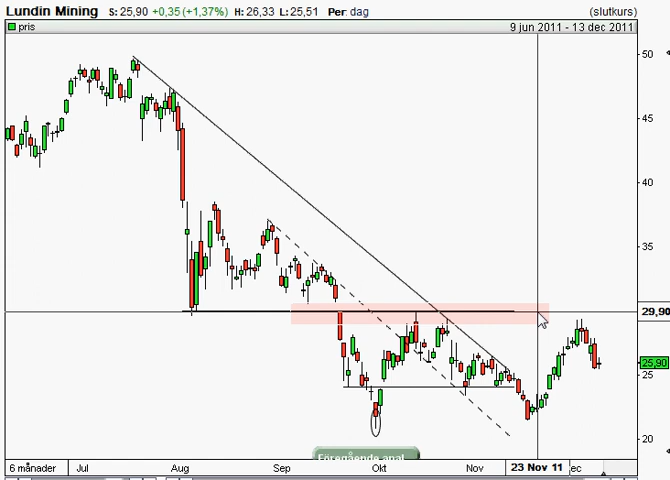 Lundin Mining S: 25,90 +0,35 (+1,37%) H: 26,33 L: 25,51 Per: dag (slutkurs)
pris 9 jun 2011 - 13 dec 2011
50
45
40
35
29,90
25,90
25
20
Föregående anal
6 månader Jul Aug Sep Okt Nov 23 Nov 11 ec